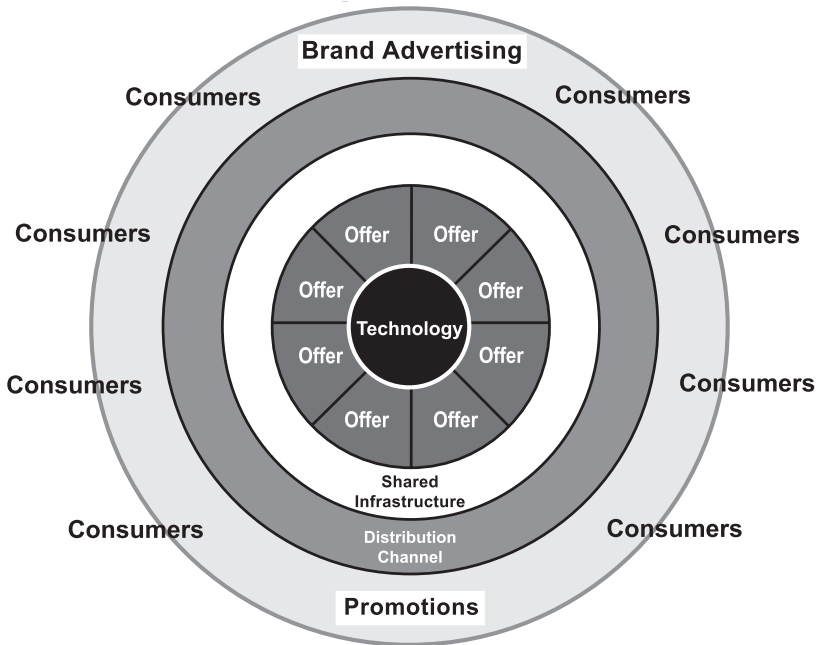 Brand Advertising
Consumers
Consumers
Consumers
Consumers
Offer
Offer
Offer
Offer
Technology
Offer
Offer
Consumers
Consumers
Offer
Offer
Shared
Infrastructure
Consumers
Consumers
Distribution
Channel
Promotions